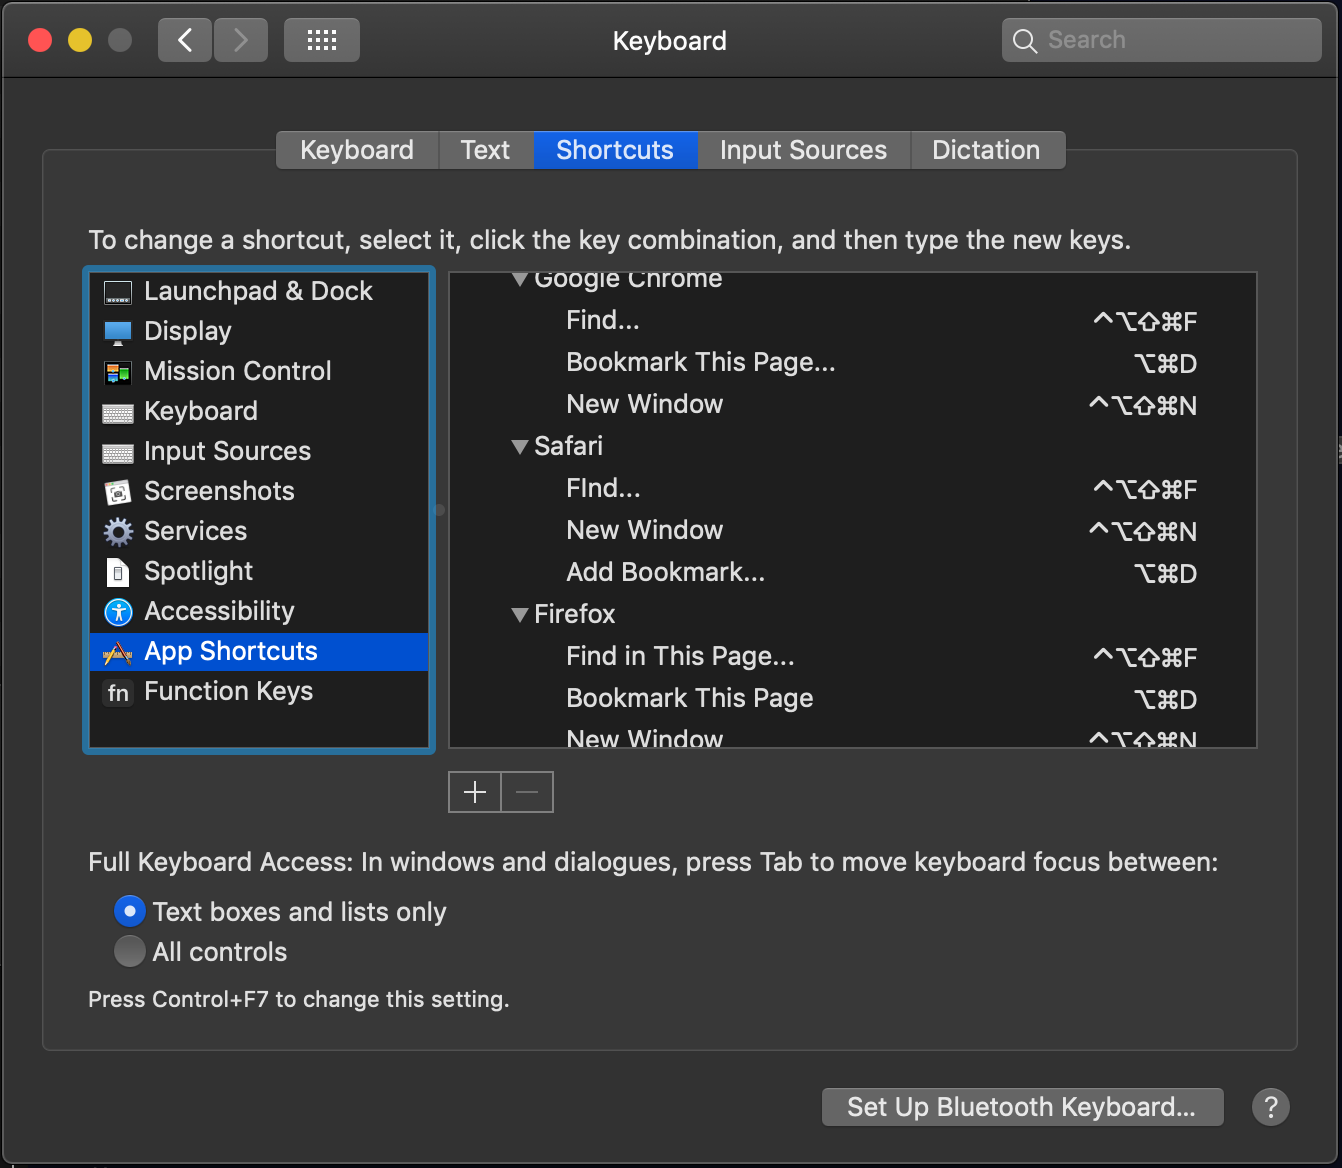 Keyboard
Search
Keyboard Text Shortcuts Input Sources Dictation
To change a shortcut, select it, click the key combination, and then type the new keys.
Launchpad & Dock
Display
Mission Control
Keyboard
Input Sources
Screenshots
Services
Spotlight
Accessibility
App Shortcuts
fn Function Keys
Google Chrome
Find... ^⌥⇧⌘F
Bookmark This Page... ⌥⌘D
New Window ^⌥⇧⌘N
Safari
FInd... ^⌥⇧⌘F
New Window ^⌥⇧⌘N
Add Bookmark... ⌥⌘D
Firefox
Find in This Page... ^⌥⇧⌘F
Bookmark This Page ⌥⌘D
New Window ^⌥⇧⌘N
Full Keyboard Access: In windows and dialogues, press Tab to move keyboard focus between:
Text boxes and lists only
All controls
Press Control+F7 to change this setting.
Set Up Bluetooth Keyboard... ?